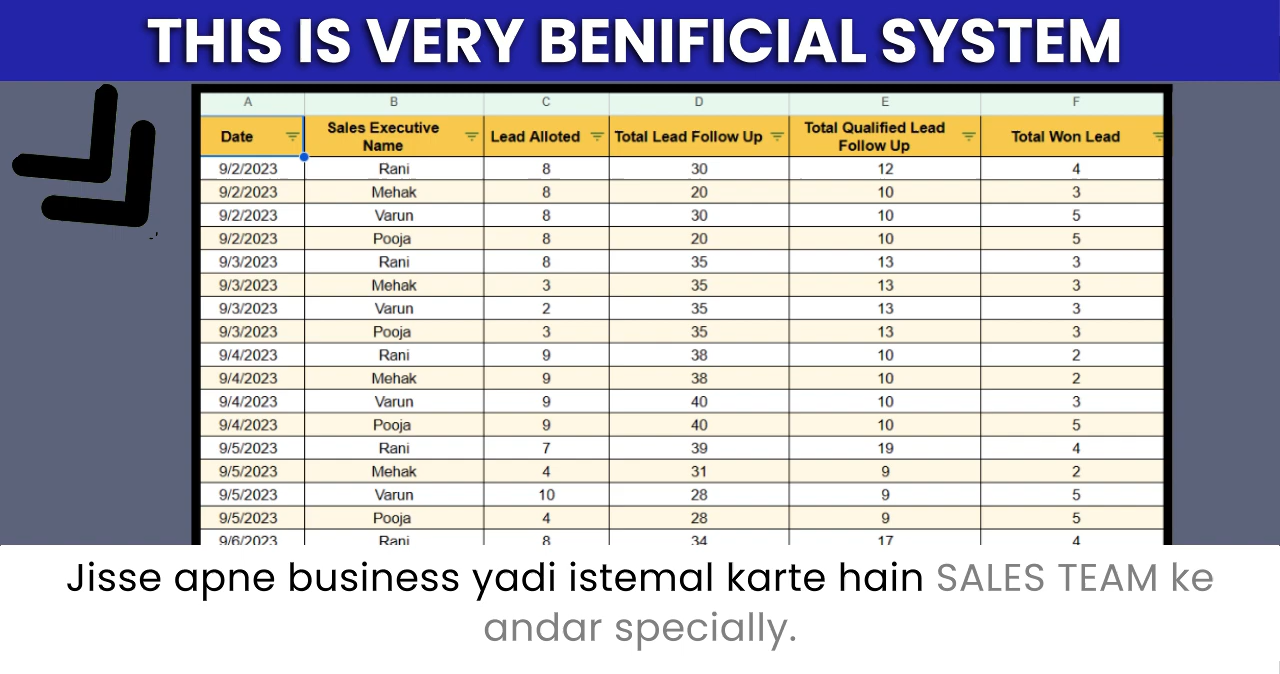 THIS IS VERY BENIFICIAL SYSTEM
A B C D E F
Date Sales Executive Name Lead Alloted Total Lead Follow Up Total Qualified Lead Follow Up Total Won Lead
9/2/2023 Rani 8 30 12 4
9/2/2023 Mehak 8 20 10 3
9/2/2023 Varun 8 30 10 5
9/2/2023 Pooja 8 20 10 5
9/3/2023 Rani 8 35 13 3
9/3/2023 Mehak 3 35 13 3
9/3/2023 Varun 2 35 13 3
9/3/2023 Pooja 3 35 13 3
9/4/2023 Rani 9 38 10 2
9/4/2023 Mehak 9 38 10 2
9/4/2023 Varun 9 40 10 3
9/4/2023 Pooja 9 40 10 5
9/5/2023 Rani 7 39 19 4
9/5/2023 Mehak 4 31 9 2
9/5/2023 Varun 10 28 9 5
9/5/2023 Pooja 4 28 9 5
9/6/2023 Rani 8 34 17 4
Jisse apne business yadi istemal karte hain SALES TEAM ke
andar specially.